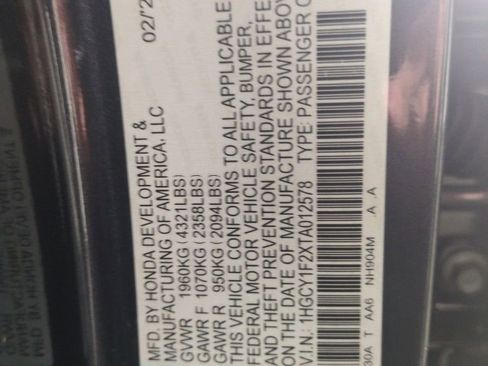 02/2
MFD. BY HONDA DEVELOPMENT &
MANUFACTURING OF AMERICA, LLC
GVWR 1960KG(4321LBS)
GAWR F 1070KG(2358LBS)
GAWR R 950KG(2094LBS)
THIS VEHICLE CONFORMS TO ALL APPLICABLE
FEDERAL MOTOR VEHICLE SAFETY, BUMPER,
AND THEFT PREVENTION STANDARDS IN EFFE
ON THE DATE OF MANUFACTURE SHOWN ABOV
V.I.N.: 1HGCY1F2XTA012578 TYPE: PASSENGER C
30A T AA6 NH904M A A